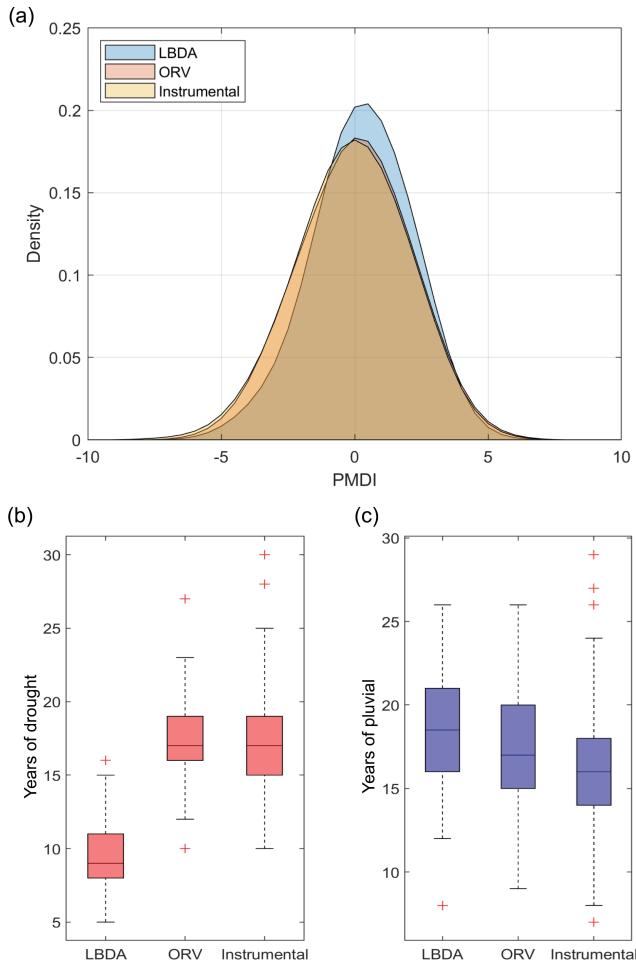 (a)
0.25
0.2
0.15
0.1
0.05
0
Density
LBDA
ORV
Instrumental
-10 -5 0 5 10
PMDI
(b)
30
25
20
15
10
5
Years of drought
LBDA ORV Instrumental
(c)
30
25
20
15
10
Years of pluvial
LBDA ORV Instrumental